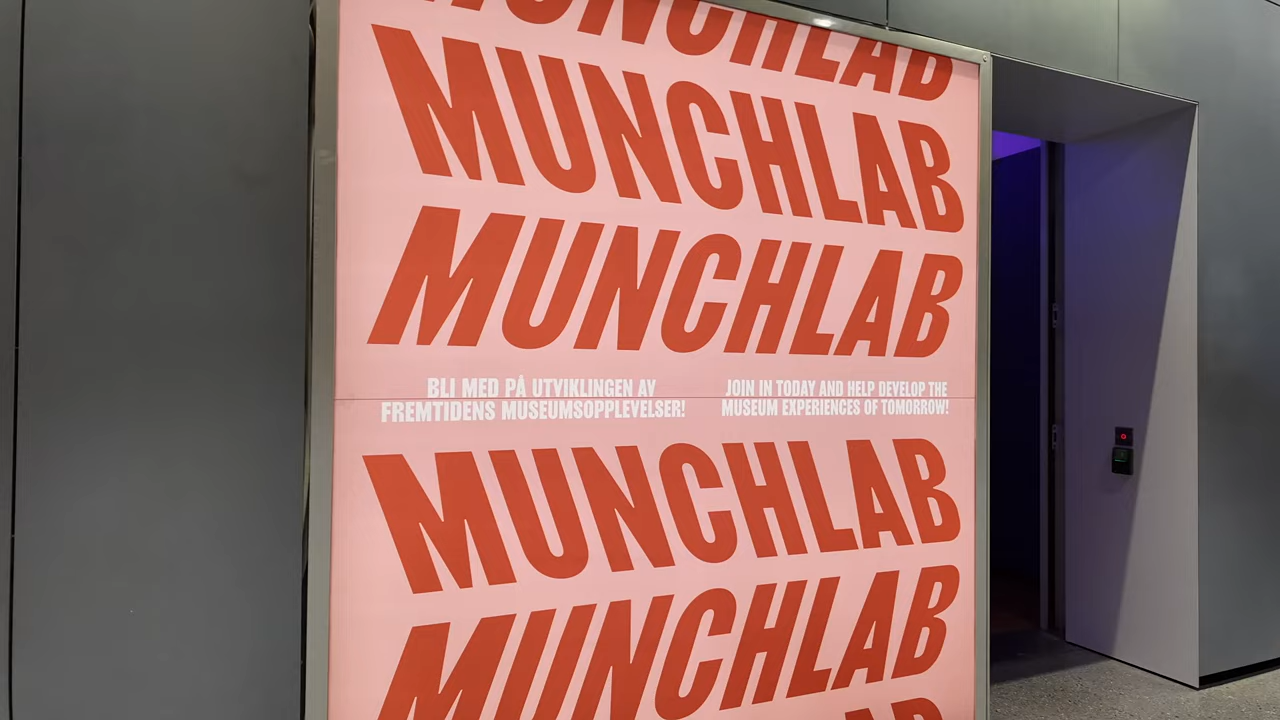 MUNCHLAB
MUNCHLAB
MUNCHLAB
BLI MED PÅ UTVIKLINGEN AV
FREMTIDENS MUSEUMSOPPLEVELSER!
JOIN IN TODAY AND HELP DEVELOP THE
MUSEUM EXPERIENCES OF TOMORROW!
MUNCHLAB
MUNCHLAB